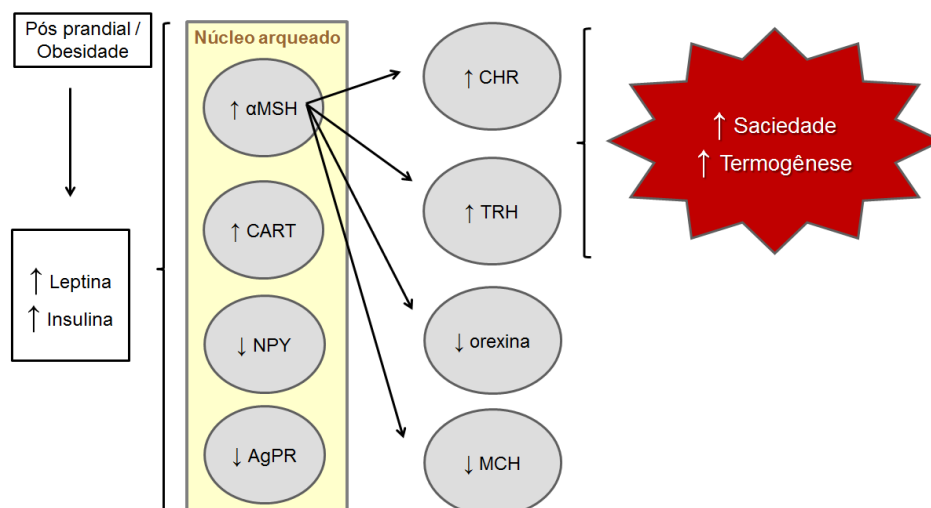 Pós prandial /
Obesidade
↑ Leptina
↑ Insulina
Núcleo arqueado
↑ αMSH
↑ CART
↓ NPY
↓ AgPR
↑ CHR
↑ TRH
↓ orexina
↓ MCH
↑ Saciedade
↑ Termogênese